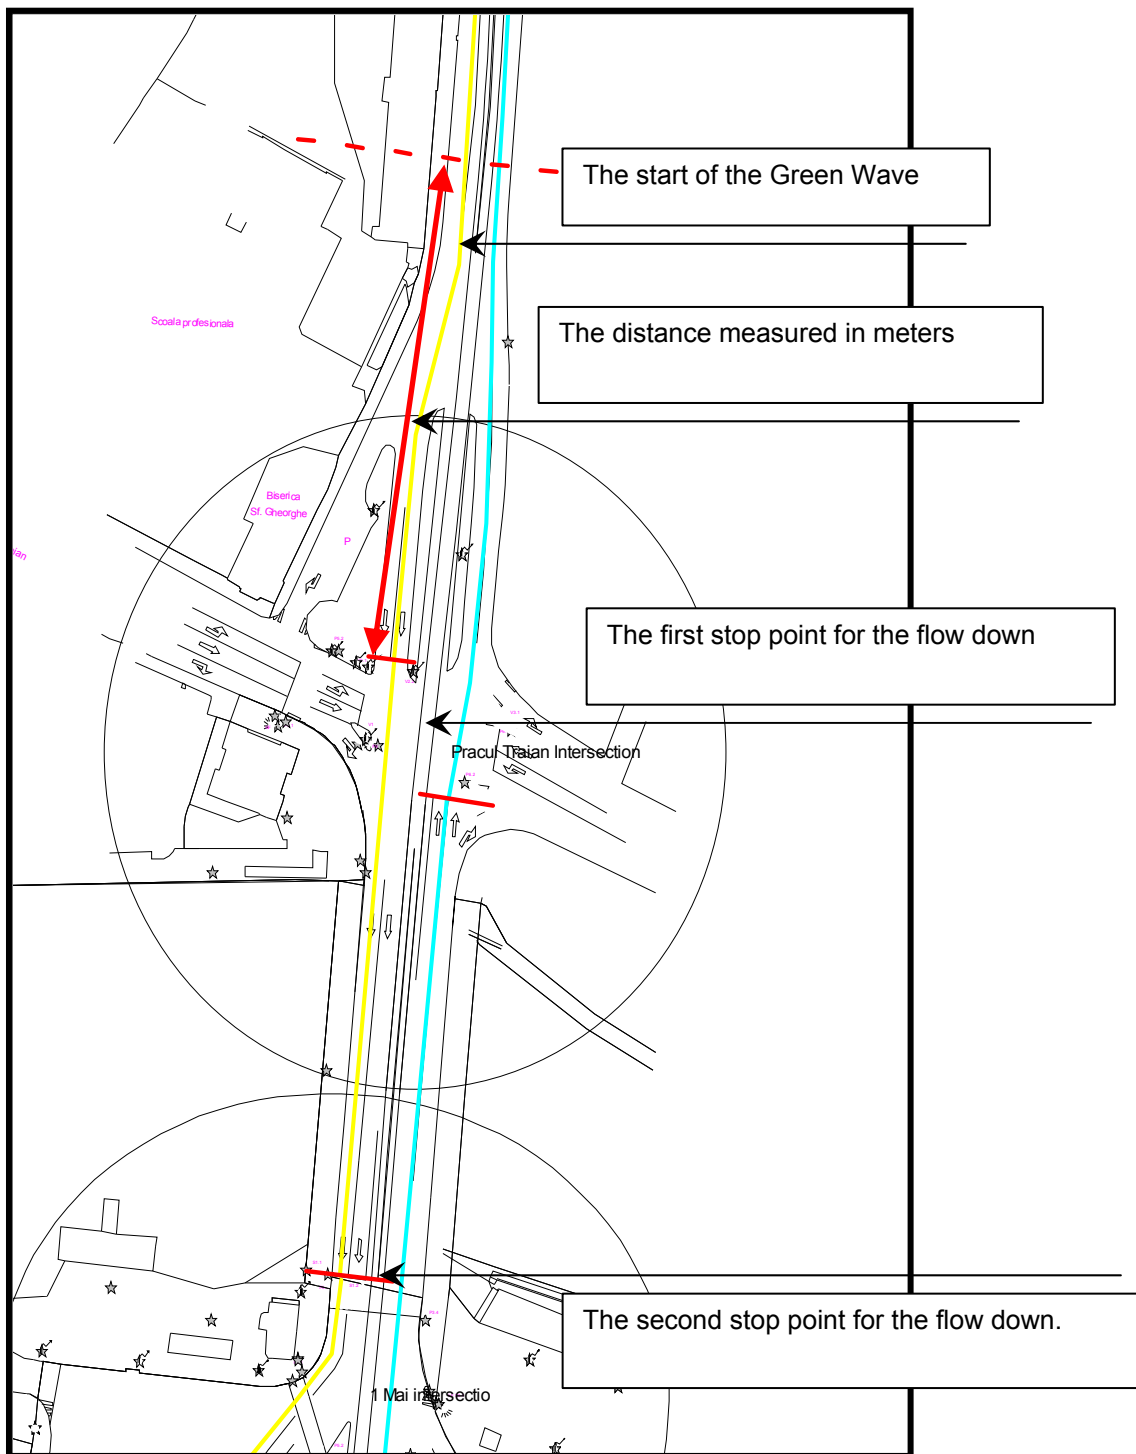 The start of the Green Wave
The distance measured in meters
Scoala profesionala
Biserica
Sf. Gheorghe
P
The first stop point for the flow down
Pracul Traian Intersection
The second stop point for the flow down.
1 Mai intersectio